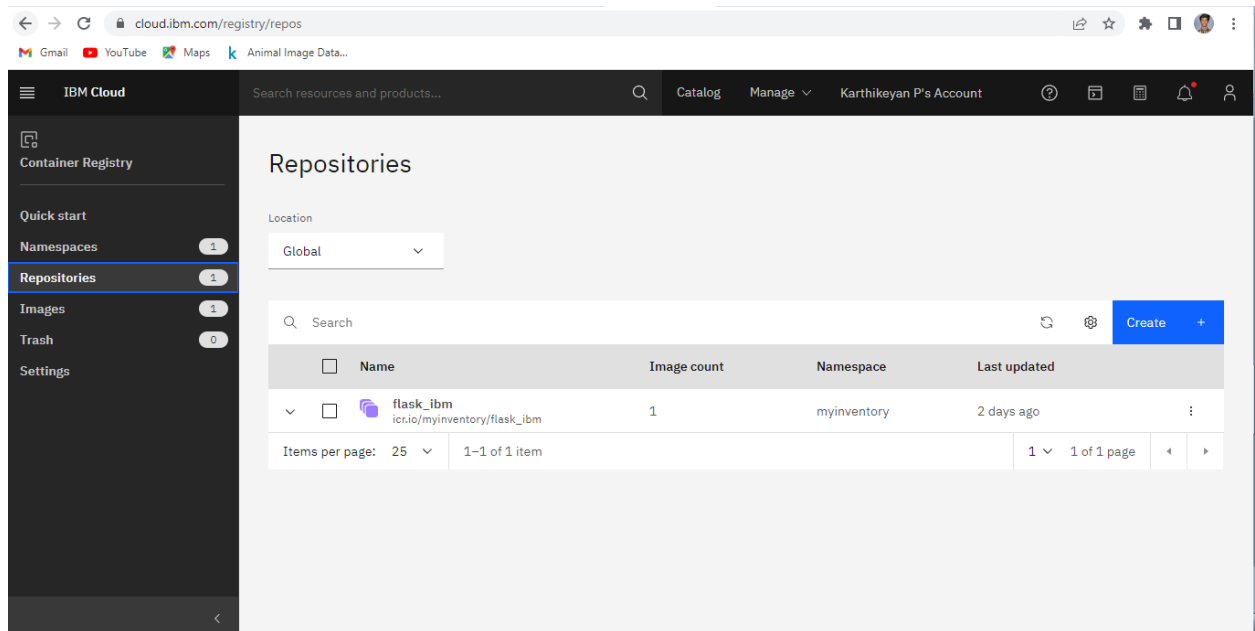 cloud.ibm.com/registry/repos
Gmail YouTube Maps k Animal Image Data...
IBM Cloud Search resources and products... Catalog Manage Karthikeyan P's Account
Container Registry
Quick start
Namespaces 1
Repositories 1
Images 1
Trash 0
Settings
Repositories
Location
Global
Search Create +
Name Image count Namespace Last updated
flask_ibm 1 myinventory 2 days ago
icr.io/myinventory/flask_ibm
Items per page: 25 1–1 of 1 item 1 1 of 1 page